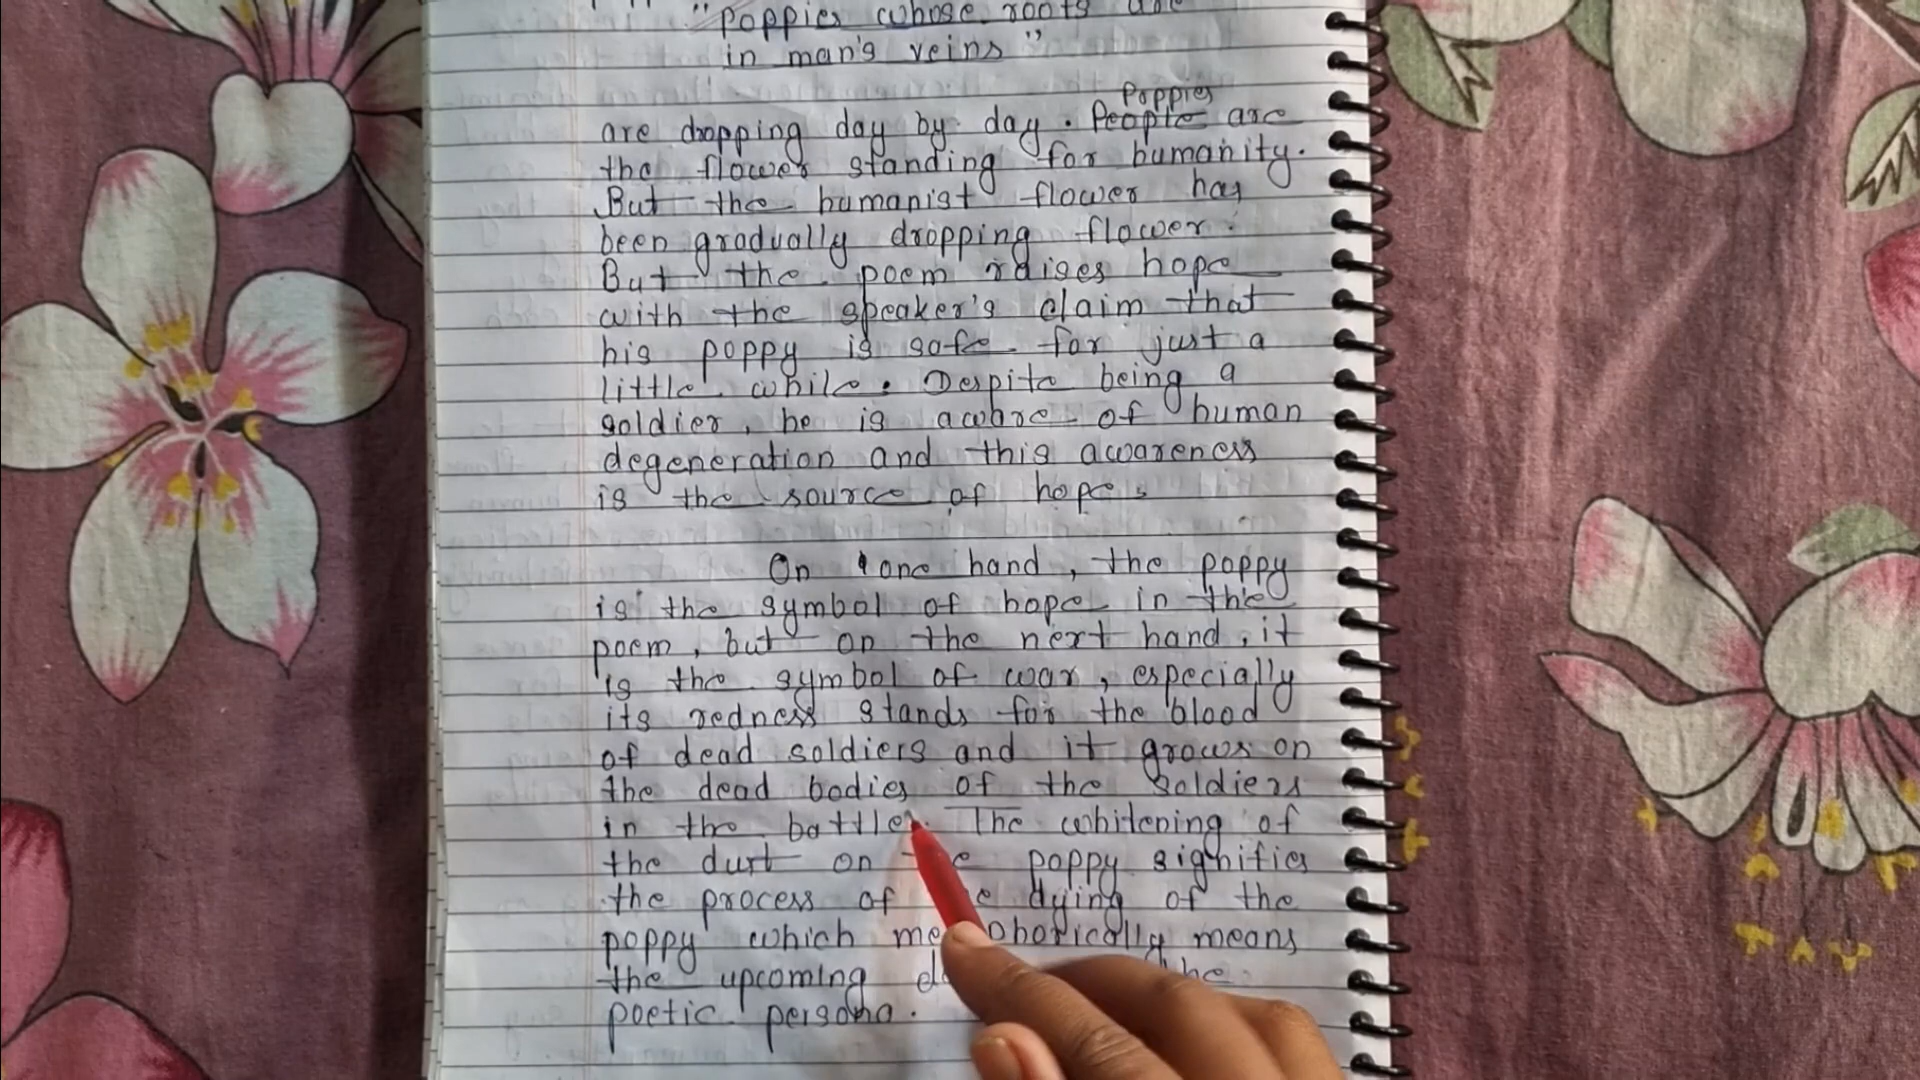 "poppies whose roots are
in man's veins"
Poppies
are dropping day by day. People are
the flower standing for humanity.
But the humanist flower has
been gradually dropping flower.
But the poem raises hope
with the speaker's claim that
his poppy is safe for just a
little while. Despite being a
soldier, he is aware of human
degeneration and this awareness
is the source of hope.
On one hand, the poppy
is the symbol of hope in the
poem, but on the next hand, it
is the symbol of war, especially
its redness stands for the blood
of dead soldiers and it grows on
the dead bodies of the soldiers
in the battle. The whitening of
the dust on the poppy signifies
the process of the dying of the
poppy which metaphorically means
the upcoming
poetic persona.